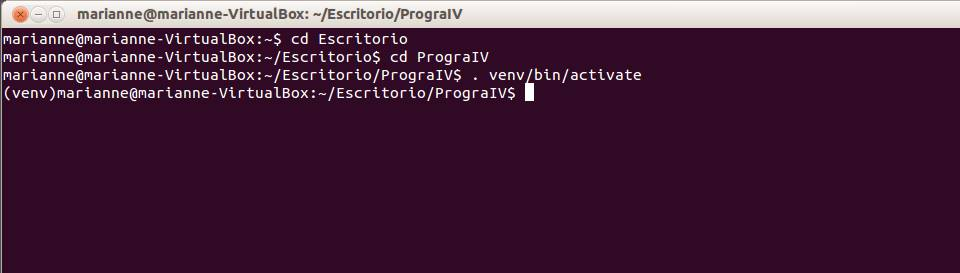 marianne@marianne-VirtualBox: ~/Escritorio/PrograIV
marianne@marianne-VirtualBox:~$ cd Escritorio
marianne@marianne-VirtualBox:~/Escritorio$ cd PrograIV
marianne@marianne-VirtualBox:~/Escritorio/PrograIV$ . venv/bin/activate
(venv)marianne@marianne-VirtualBox:~/Escritorio/PrograIV$